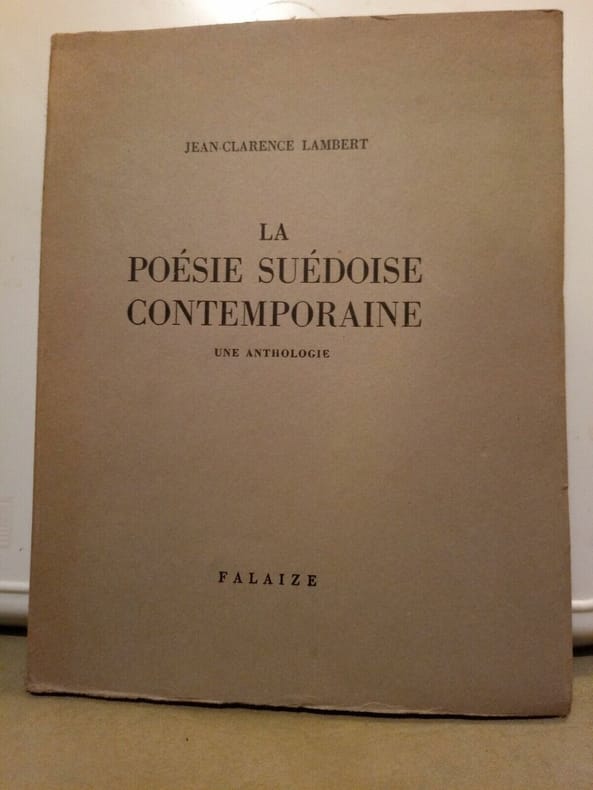 JEAN-CLARENCE LAMBERT
LA
POÉSIE SUÉDOISE
CONTEMPORAINE
UNE ANTHOLOGIE
FALAIZE